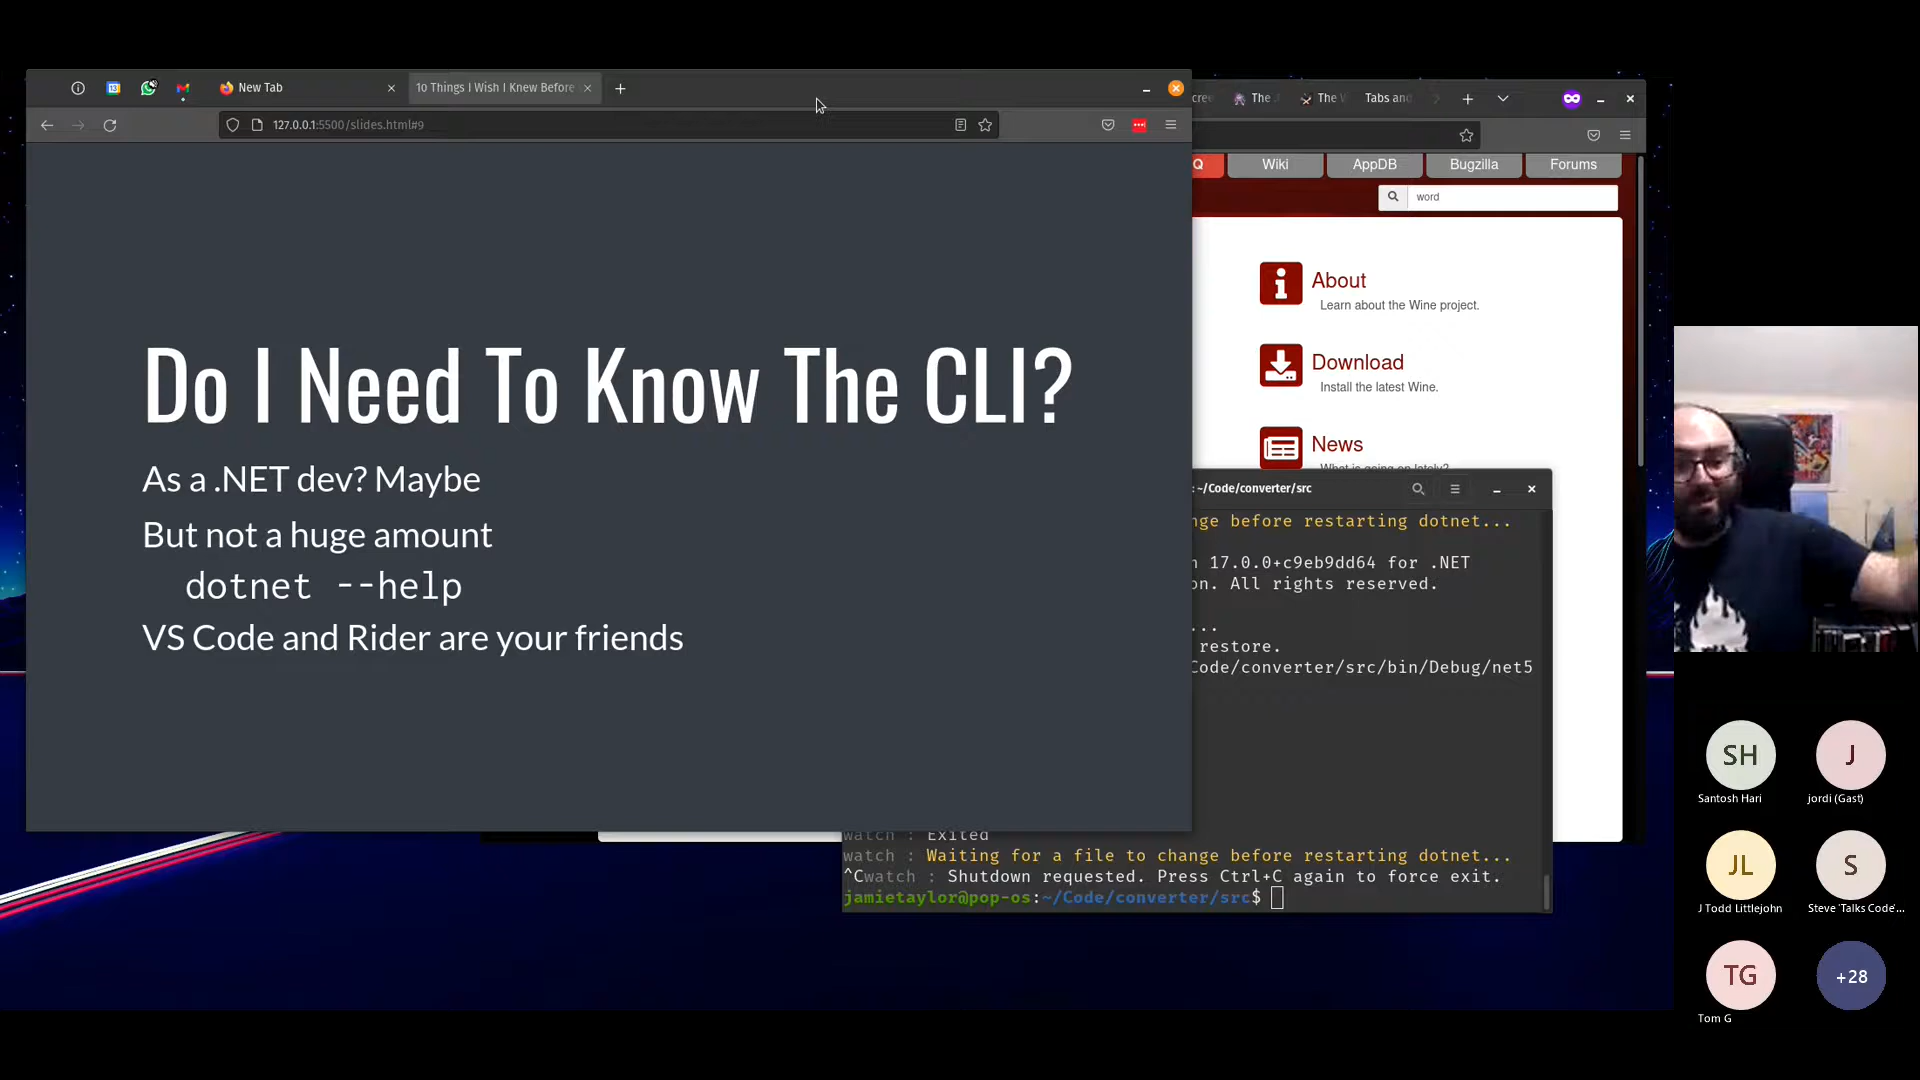 New Tab
10 Things I Wish I Knew Before
127.0.0.1:5500/slides.html#9
Do I Need To Know The CLI?
As a .NET dev? Maybe
But not a huge amount
dotnet --help
VS Code and Rider are your friends
The
The
Tabs and
Q
Wiki
AppDB
Bugzilla
Forums
word
About
Learn about the Wine project.
Download
Install the latest Wine.
News
:~/Code/converter/src
nge before restarting dotnet...
17.0.0+c9eb9dd64 for .NET
on. All rights reserved.
...
restore.
Code/converter/src/bin/Debug/net5
watch : Exited
watch : Waiting for a file to change before restarting dotnet...
^Cwatch : Shutdown requested. Press Ctrl+C again to force exit.
jamietaylor@pop-os:~/Code/converter/src$
SH
J
Santosh Hari
jordi (Gast)
JL
S
J Todd Littlejohn
Steve 'Talks Code'...
TG
+28
Tom G